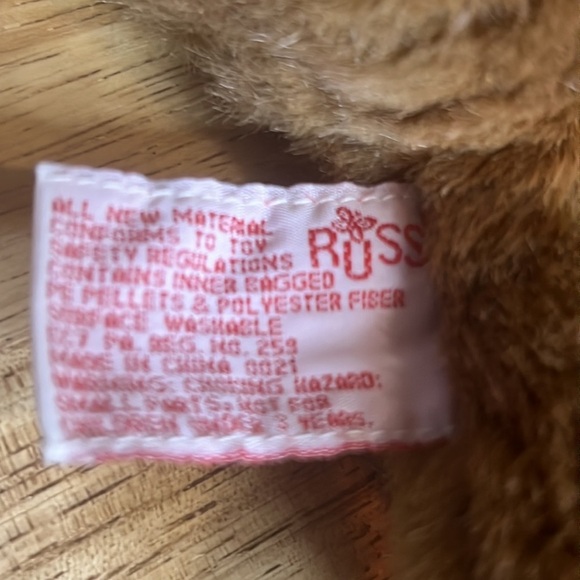 ALL NEW MATERIAL
CONFORMS TO TOY
SAFETY REGULATIONS
RUSS
CONTAINS INNER BAGGED
PE PELLETS & POLYESTER FIBER
SURFACE WASHABLE
PA. REG. NO. 259
MADE IN CHINA 0021
WARNING: CHOKING HAZARD:
SMALL PARTS. NOT FOR
CHILDREN UNDER 3 YEARS.